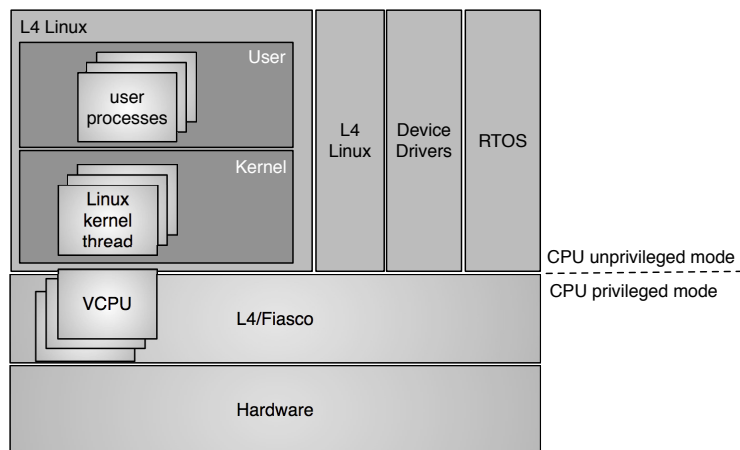 L4 Linux
User
user
processes
Kernel
Linux
kernel
thread
L4
Linux
Device
Drivers
RTOS
CPU unprivileged mode
CPU privileged mode
VCPU
L4/Fiasco
Hardware